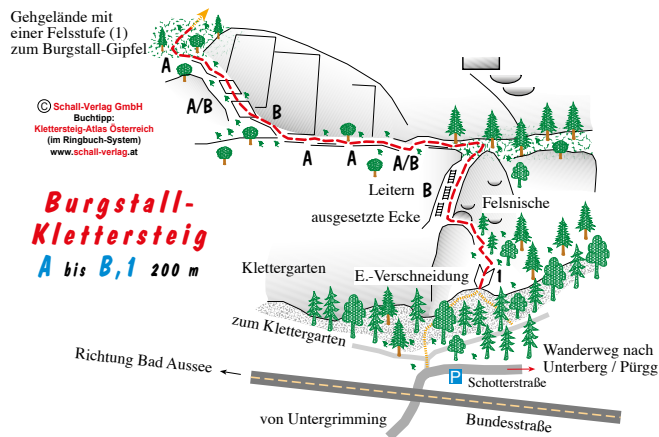 Gehgelände mit
einer Felsstufe (1)
zum Burgstall-Gipfel
A
A/B
B
A
A
A/B
© Schall-Verlag GmbH
Buchtipp:
Klettersteig-Atlas Österreich
(im Ringbuch-System)
www.schall-verlag.at
Leitern
B
ausgesetzte Ecke
Felsnische
Burgstall-
Klettersteig
A bis B,1 200 m
Klettergarten
E.-Verschneidung
1
zum Klettergarten
Richtung Bad Aussee
P
Schotterstraße
Wanderweg nach
Unterberg / Pürgg
von Untergrimming
Bundesstraße